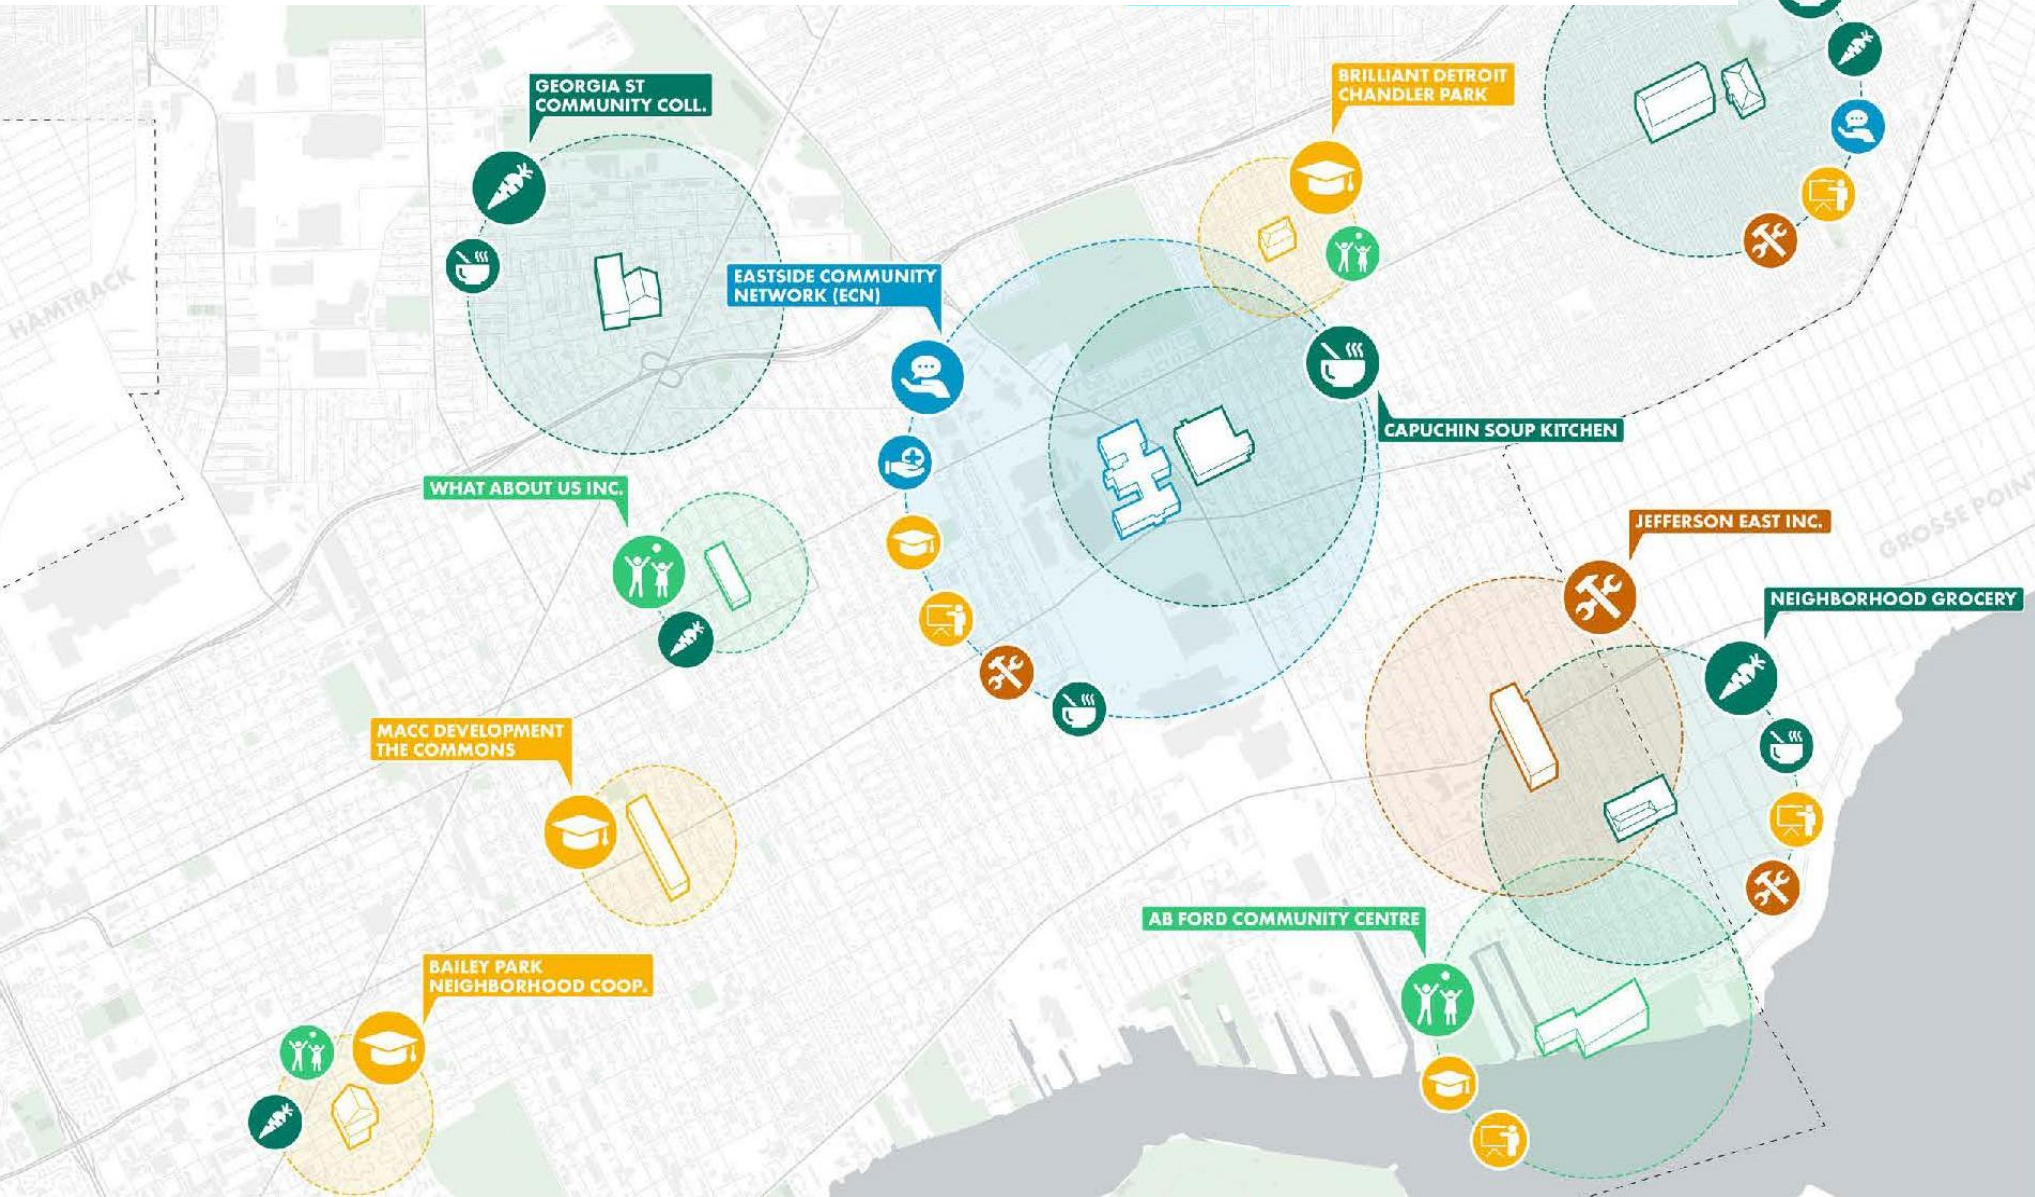 BRILLIANT DETROIT
CHANDLER PARK
GEORGIA ST
COMMUNITY COLL.
EASTSIDE COMMUNITY
NETWORK (ECN)
HAMTRACK
CAPUCHIN SOUP KITCHEN
WHAT ABOUT US INC.
JEFFERSON EAST INC.
GROSSE POIN
NEIGHBORHOOD GROCERY
MACC DEVELOPMENT
THE COMMONS
AB FORD COMMUNITY CENTRE
BAILEY PARK
NEIGHBORHOOD COOP.